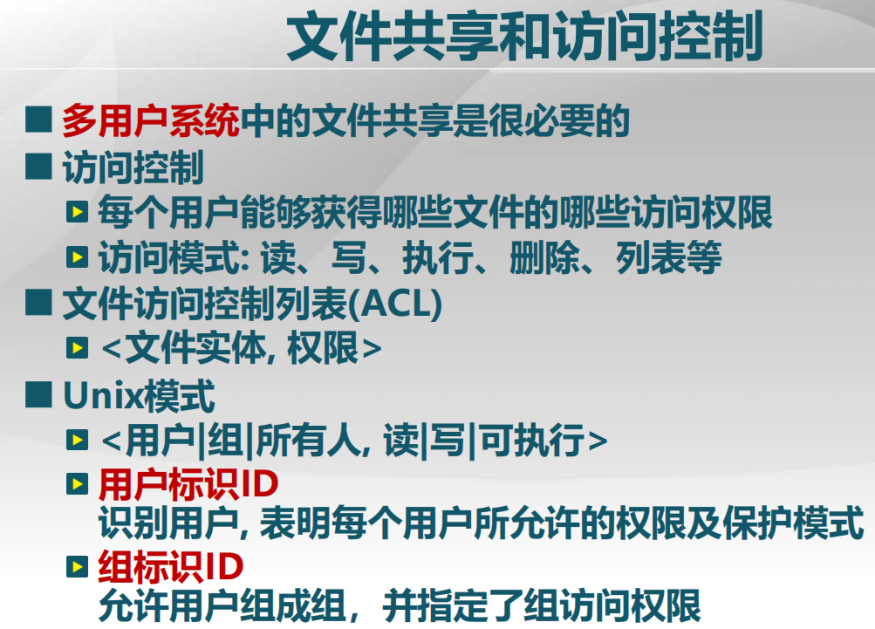 文件共享和访问控制
多用户系统中的文件共享是很必要的
访问控制
每个用户能够获得哪些文件的哪些访问权限
访问模式: 读、写、执行、删除、列表等
文件访问控制列表(ACL)
<文件实体, 权限>
Unix模式
<用户|组|所有人, 读|写|可执行>
用户标识ID
识别用户, 表明每个用户所允许的权限及保护模式
组标识ID
允许用户组成组，并指定了组访问权限